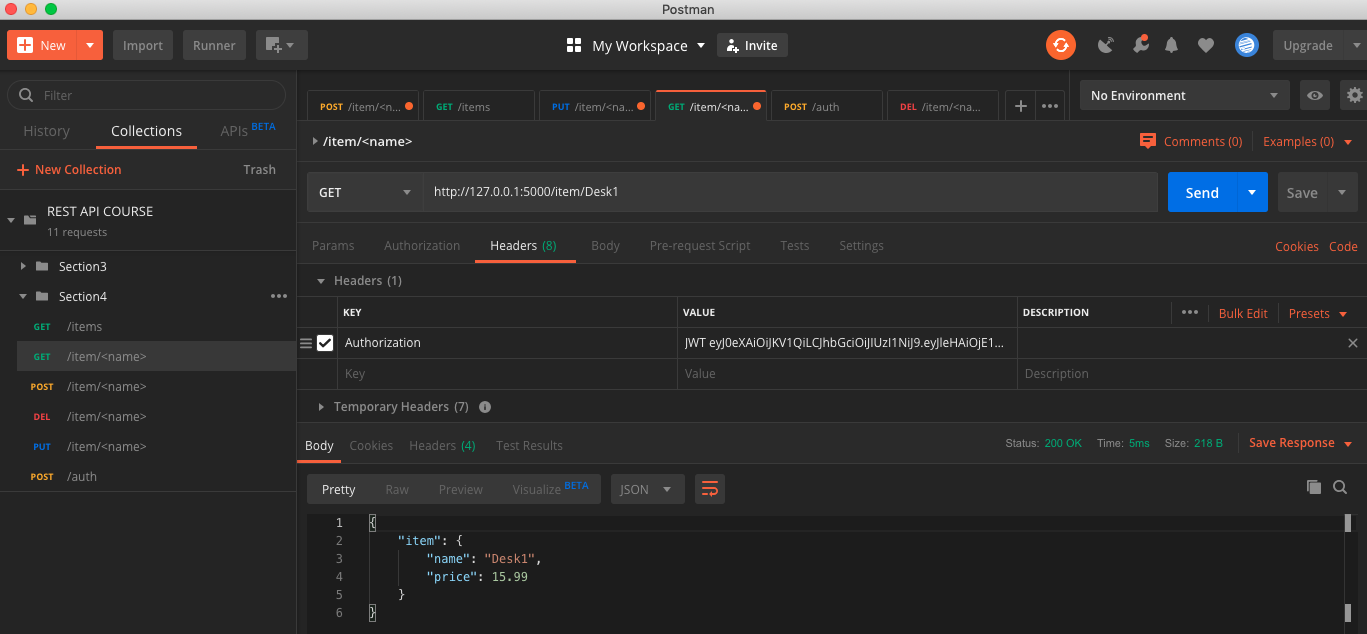 Postman
New Import Runner My Workspace Invite Upgrade
Filter
History Collections APIs BETA
New Collection Trash
REST API COURSE
11 requests
Section3
Section4
GET /items
GET /item/<name>
POST /item/<name>
DEL /item/<name>
PUT /item/<name>
POST /auth
POST /item/<n... GET /items PUT /item/<na... GET /item/<na... POST /auth DEL /item/<na... No Environment
/item/<name> Comments (0) Examples (0)
GET http://127.0.0.1:5000/item/Desk1 Send Save
Params Authorization Headers (8) Body Pre-request Script Tests Settings Cookies Code
Headers (1)
KEY VALUE DESCRIPTION Bulk Edit Presets
Authorization JWT eyJ0eXAiOiJKV1QiLCJhbGciOiJIUzI1NiJ9.eyJleHAiOjE1...
Key Value Description
Temporary Headers (7)
Body Cookies Headers (4) Test Results Status: 200 OK Time: 5ms Size: 218 B Save Response
Pretty Raw Preview Visualize BETA JSON
1 {
2 "item": {
3 "name": "Desk1",
4 "price": 15.99
5 }
6 }